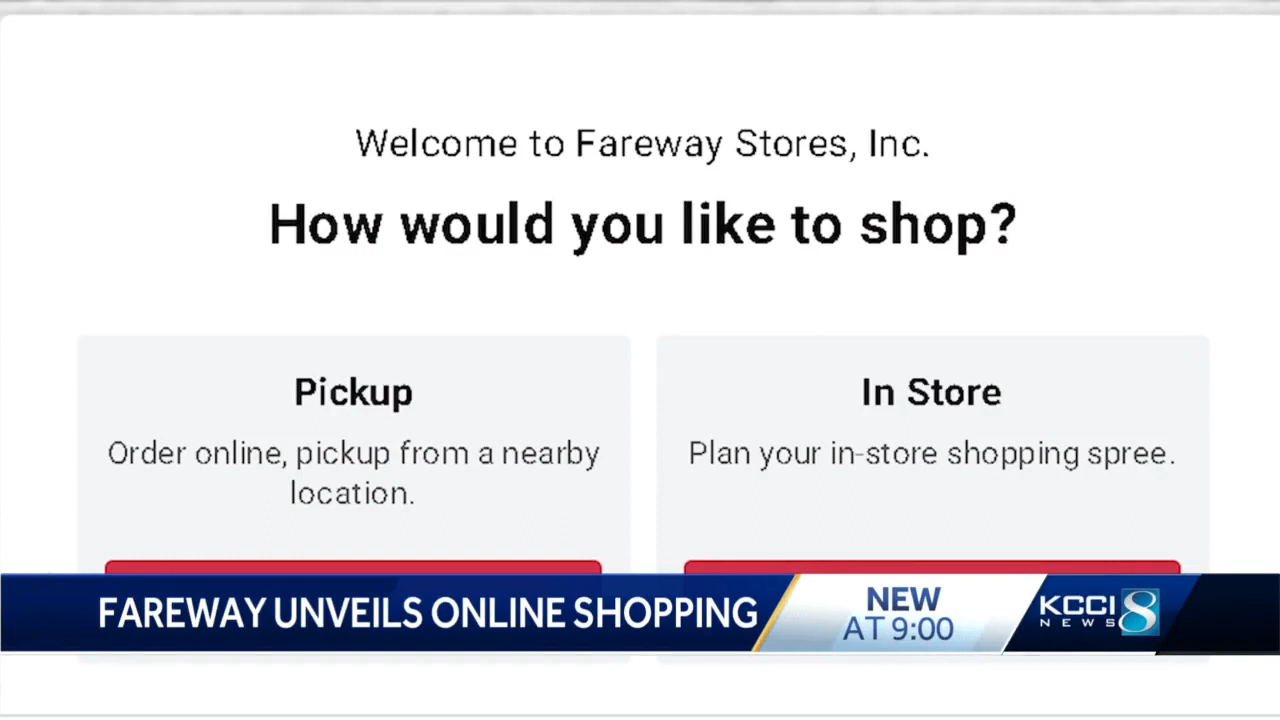 Welcome to Fareway Stores, Inc.
How would you like to shop?
Pickup
Order online, pickup from a nearby
location.
In Store
Plan your in-store shopping spree.
FAREWAY UNVEILS ONLINE SHOPPING
NEW
AT 9:00
KCCI 8
NEWS